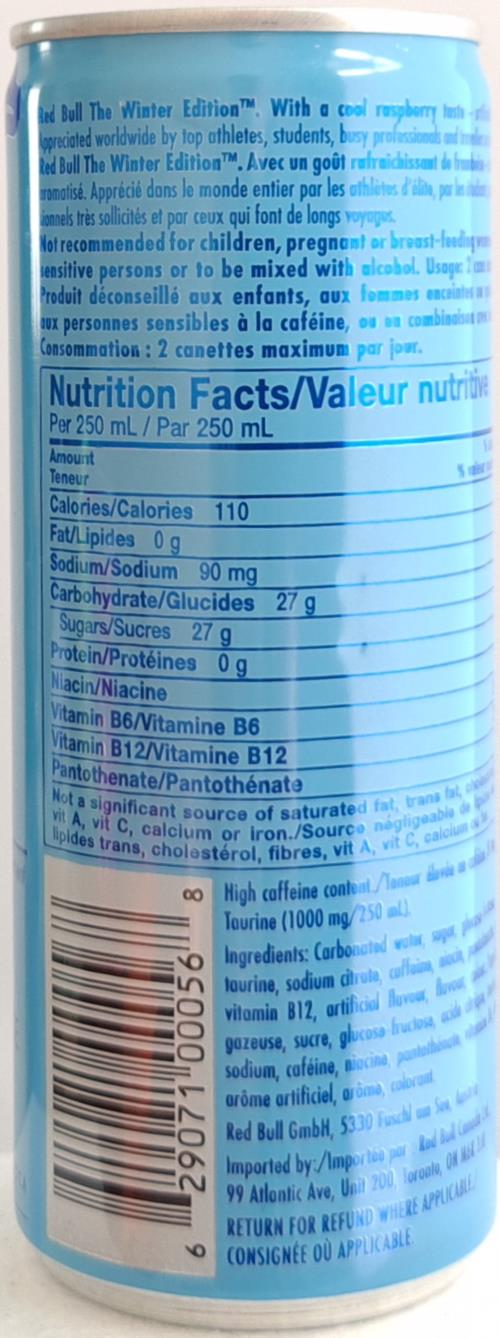 Red Bull The Winter Edition™. With a cool raspberry taste -
Appreciated worldwide by top athletes, students, busy professionals and
Red Bull The Winter Edition™. Avec un goût rafraîchissant de framboise -
aromatisé. Apprécié dans le monde entier par les athlètes d'élite, par les
sionnels très sollicités et par ceux qui font de longs voyages.
Not recommended for children, pregnant or breast-feeding
sensitive persons or to be mixed with alcohol. Usage: 2 cans
Produit déconseillé aux enfants, aux femmes enceintes
aux personnes sensibles à la caféine, ou en combinaison
Consommation : 2 canettes maximum par jour.
Nutrition Facts/Valeur nutritive
Per 250 mL / Par 250 mL
Amount
Teneur % valeur
Calories/Calories 110
Fat/Lipides 0 g
Sodium/Sodium 90 mg
Carbohydrate/Glucides 27 g
Sugars/Sucres 27 g
Protein/Protéines 0 g
Niacin/Niacine
Vitamin B6/Vitamine B6
Vitamin B12/Vitamine B12
Pantothenate/Pantothénate
Not a significant source of saturated fat, trans fat,
vit A, vit C, calcium or iron./Source négligeable de
lipides trans, cholestérol, fibres, vit A, vit C, calcium
High caffeine content./Teneur élevée en
Taurine (1000 mg/250 mL).
Ingredients: Carbonated water, sugar,
taurine, sodium citrate, caffeine, niacin,
vitamin B12, artificial flavour, flavour,
gazeuse, sucre, glucose fructose, acide
sodium, caféine, niacine, pantothénate,
arôme artificiel, arôme, colorant.
Red Bull GmbH, 5330 Fuschl am See,
Imported by:/Importée par : Red Bull Canada
99 Atlantic Ave, Unit 200, Toronto, ON
RETURN FOR REFUND WHERE APPLICABLE./
CONSIGNÉE OÙ APPLICABLE.
6 29071 00056 8